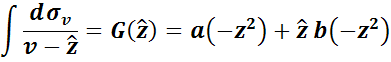 ∫ dσ_v / (v − ẑ) = G(ẑ) = a(−z²) + ẑ b(−z²)